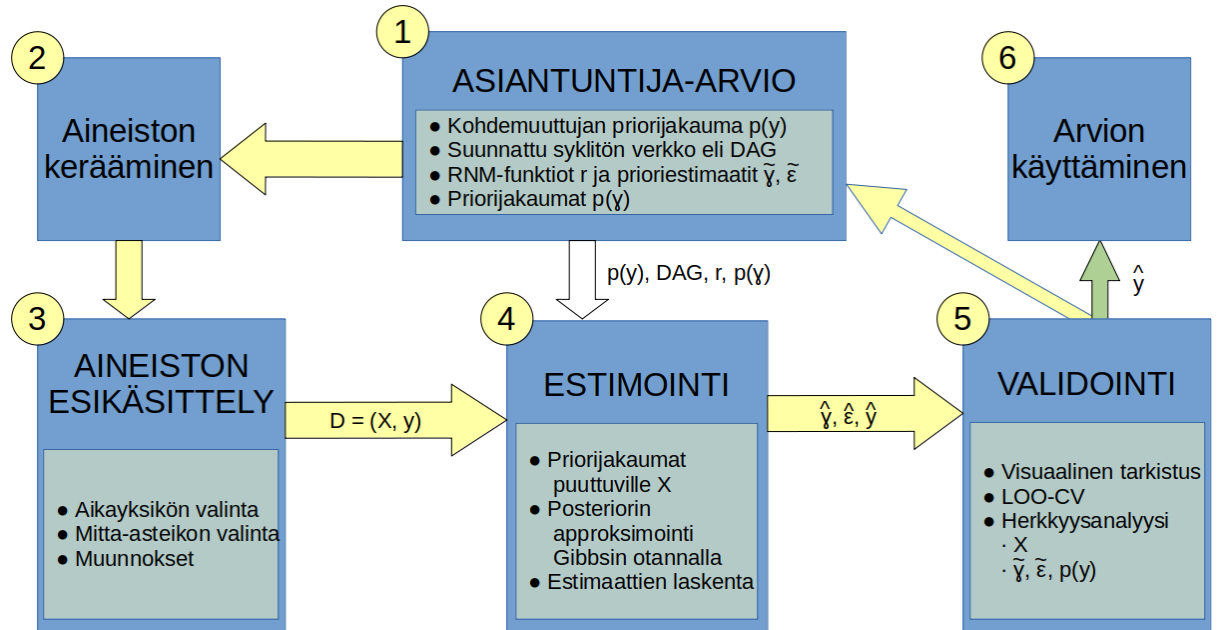 1
ASIANTUNTIJA-ARVIO
● Kohdemuuttujan priorijakauma p(y)
● Suunnattu syklitön verkko eli DAG
● RNM-funktiot r ja prioriestimaatit ɣ̃, ε̃
● Priorijakaumat p(ɣ)
2
Aineiston
kerääminen
6
Arvion
käyttäminen
p(y), DAG, r, p(ɣ)
ŷ
3
AINEISTON
ESIKÄSITTELY
● Aikayksikön valinta
● Mitta-asteikon valinta
● Muunnokset
D = (X, y)
4
ESTIMOINTI
● Priorijakaumat
puuttuville X
● Posteriorin
approksimointi
Gibbsin otannalla
● Estimaattien laskenta
ɣ̂, ε̂, ŷ
5
VALIDOINTI
● Visuaalinen tarkistus
● LOO-CV
● Herkkyysanalyysi
· X
· ɣ̃, ε̃, p(y)